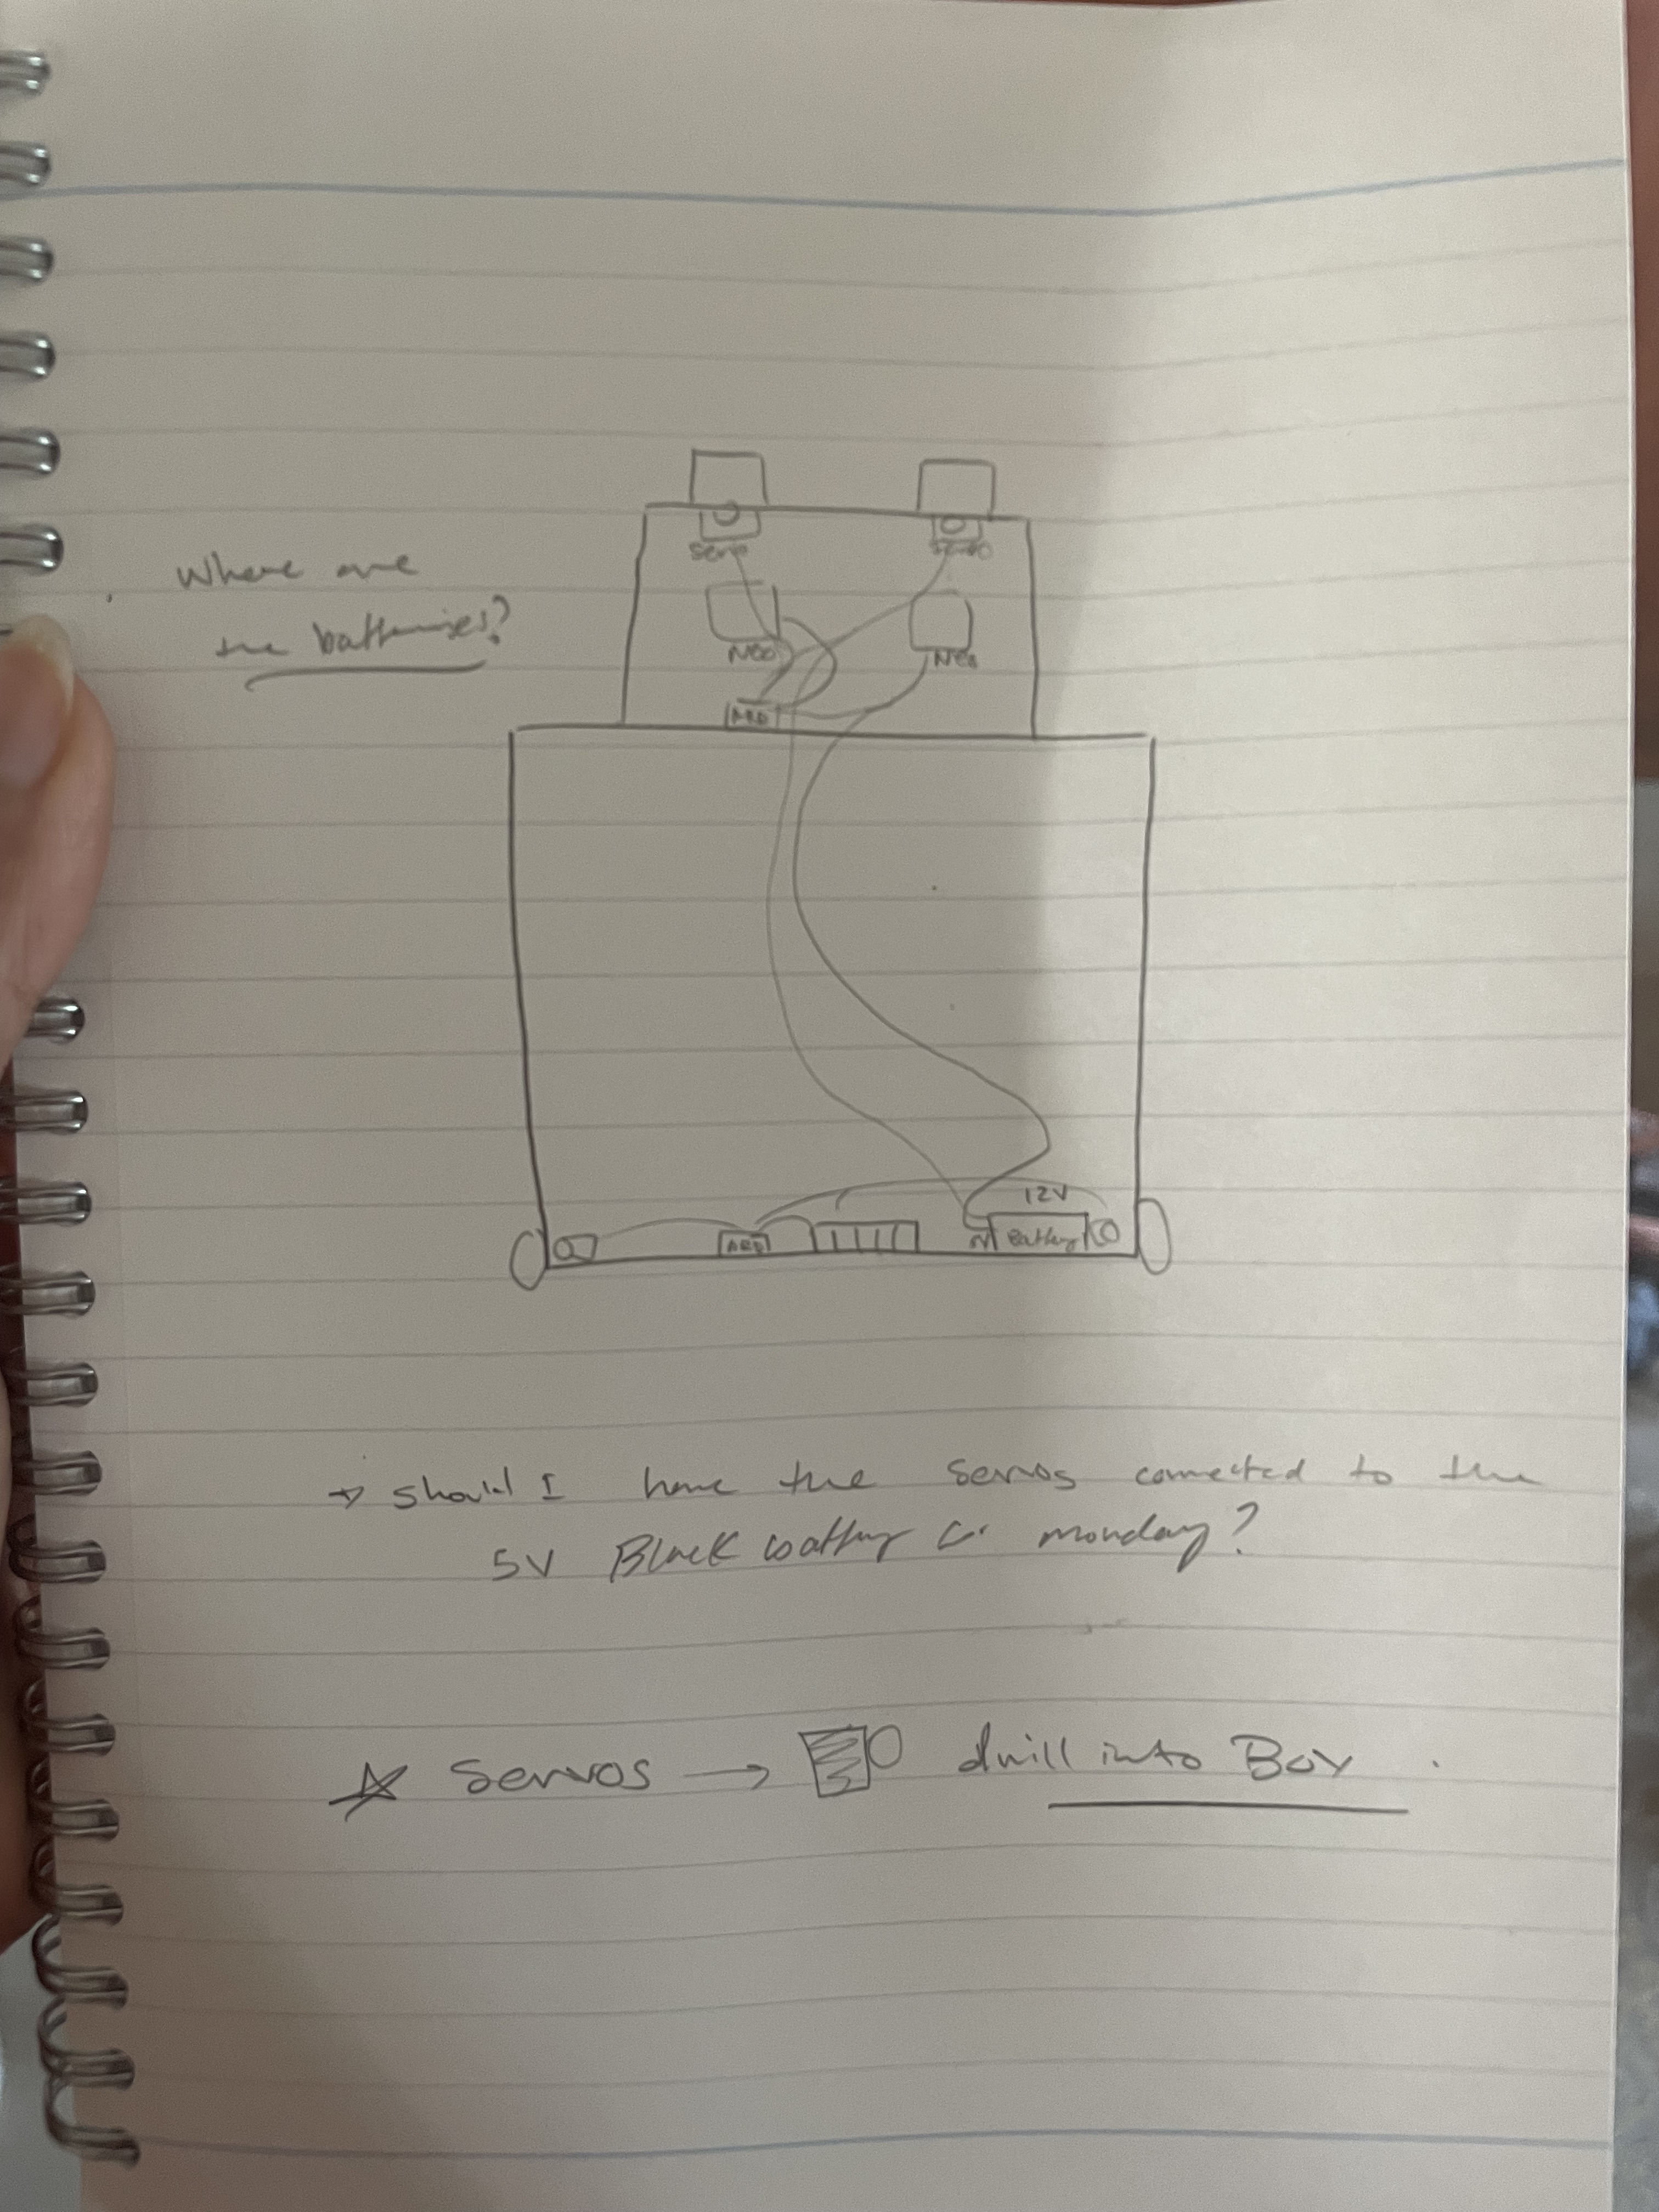 Where are
the batteries?
Servo
Servo
Neo
Neo
ARD
12V
ARD
5V Battery
→ should I have the servos connected to the
5V Black battery or monday?
☆ Servos → drill into Box.